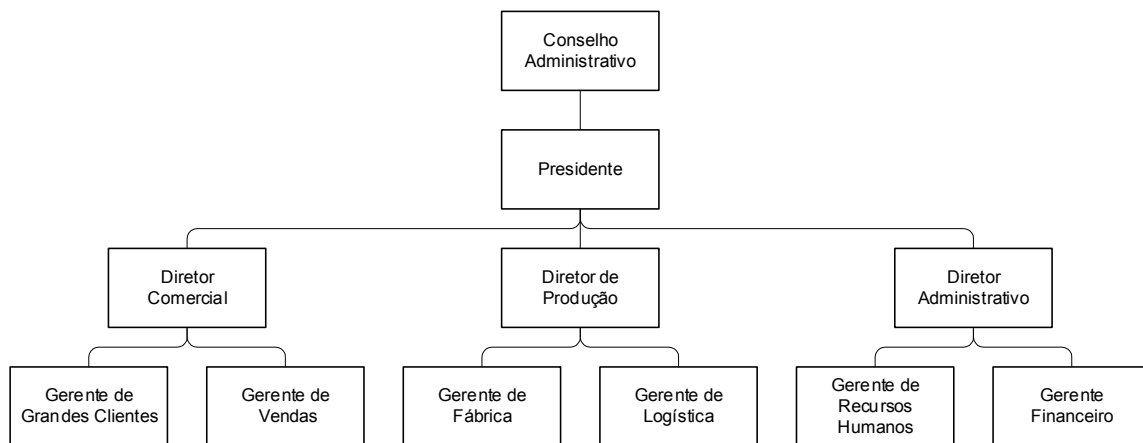 Conselho
Administrativo
Presidente
Diretor
Comercial
Diretor de
Produção
Diretor
Administrativo
Gerente de
Grandes Clientes
Gerente de
Vendas
Gerente de
Fábrica
Gerente de
Logística
Gerente de
Recursos
Humanos
Gerente
Financeiro